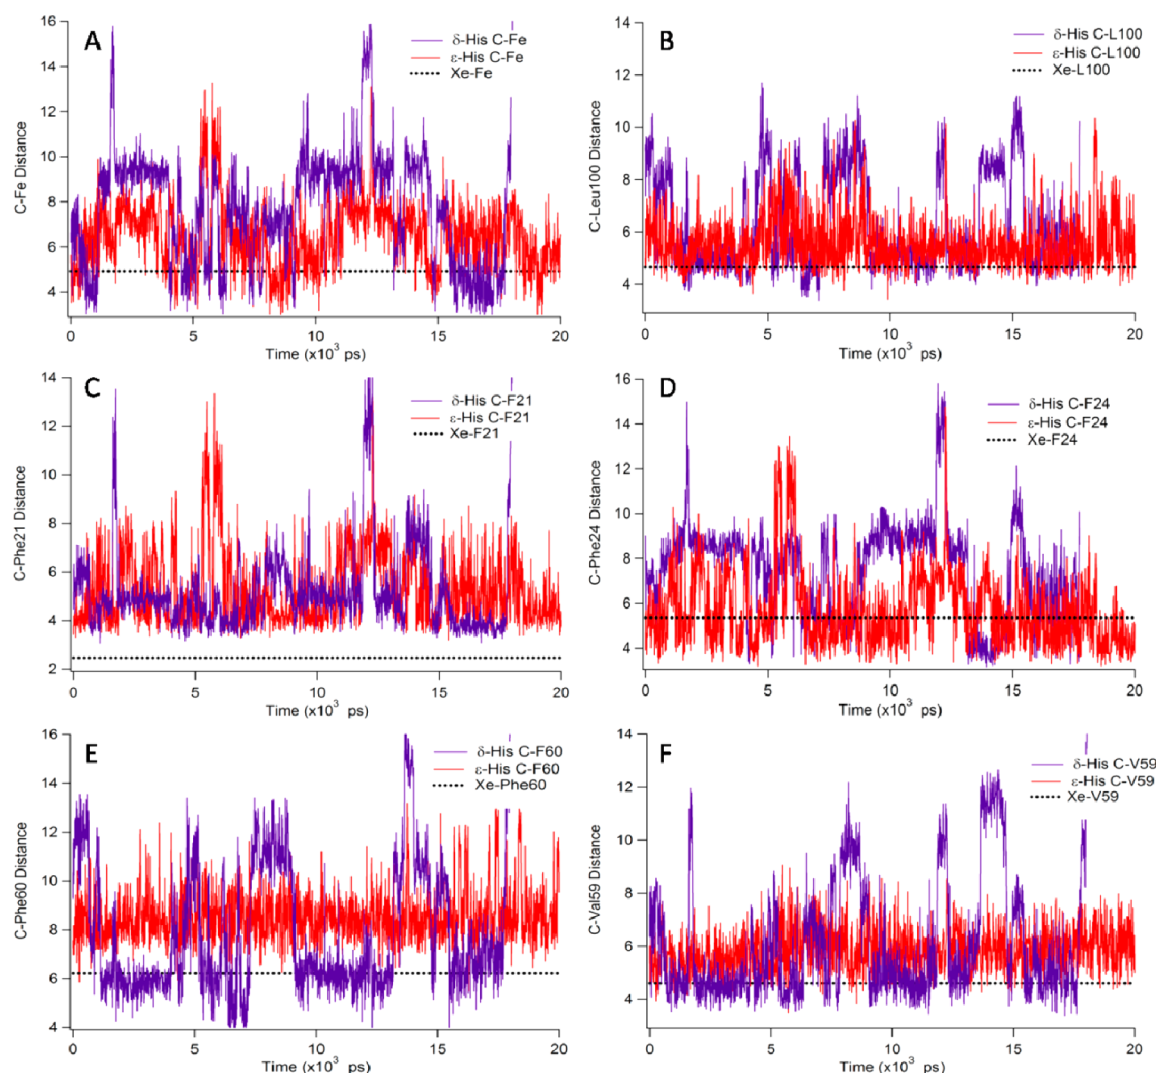 A
δ-His C-Fe
ε-His C-Fe
Xe-Fe
C-Fe Distance
16
14
12
10
8
6
4
0
5
10
15
20
Time (x10³ ps)
B
δ-His C-L100
ε-His C-L100
Xe-L100
C-Leu100 Distance
14
12
10
8
6
4
0
5
10
15
20
Time (x10³ ps)
C
δ-His C-F21
ε-His C-F21
Xe-F21
C-Phe21 Distance
14
12
10
8
6
4
2
0
5
10
15
20
Time (x10³ ps)
D
δ-His C-F24
ε-His C-F24
Xe-F24
C-Phe24 Distance
16
14
12
10
8
6
4
0
5
10
15
20
Time (x10³ ps)
E
δ-His C-F60
ε-His C-F60
Xe-Phe60
C-Phe60 Distance
16
14
12
10
8
6
4
0
5
10
15
20
Time (x10³ ps)
F
δ-His C-V59
ε-His C-V59
Xe-V59
C-Val59 Distance
14
12
10
8
6
4
0
5
10
15
20
Time (x10³ ps)